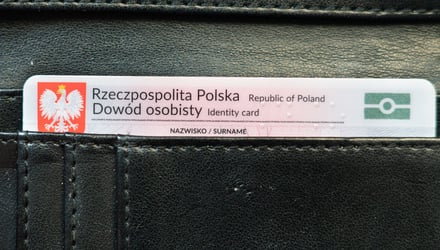 Rzeczpospolita Polska Republic of Poland
Dowód osobisty Identity card
NAZWISKO / SURNAME